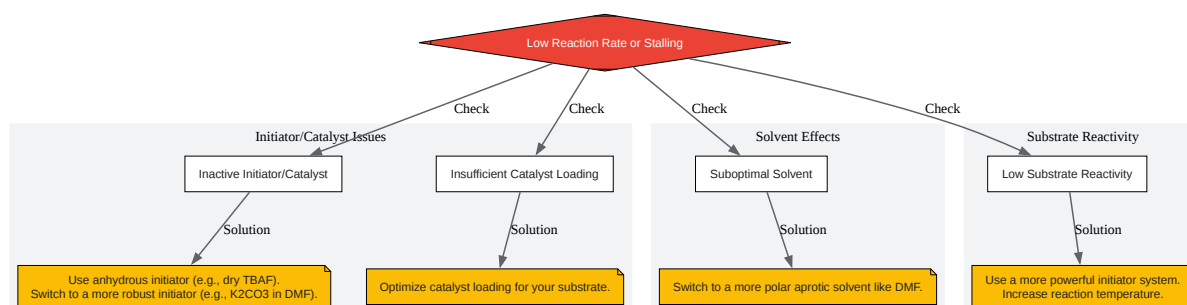 Low Reaction Rate or Stalling
Check
Check
Check
Check
Initiator/Catalyst Issues
Solvent Effects
Substrate Reactivity
Inactive Initiator/Catalyst
Insufficient Catalyst Loading
Suboptimal Solvent
Low Substrate Reactivity
Solution
Solution
Solution
Solution
Use anhydrous initiator (e.g., dry TBAF).
Switch to a more robust initiator (e.g., K2CO3 in DMF).
Optimize catalyst loading for your substrate.
Switch to a more polar aprotic solvent like DMF.
Use a more powerful initiator system.
Increase reaction temperature.